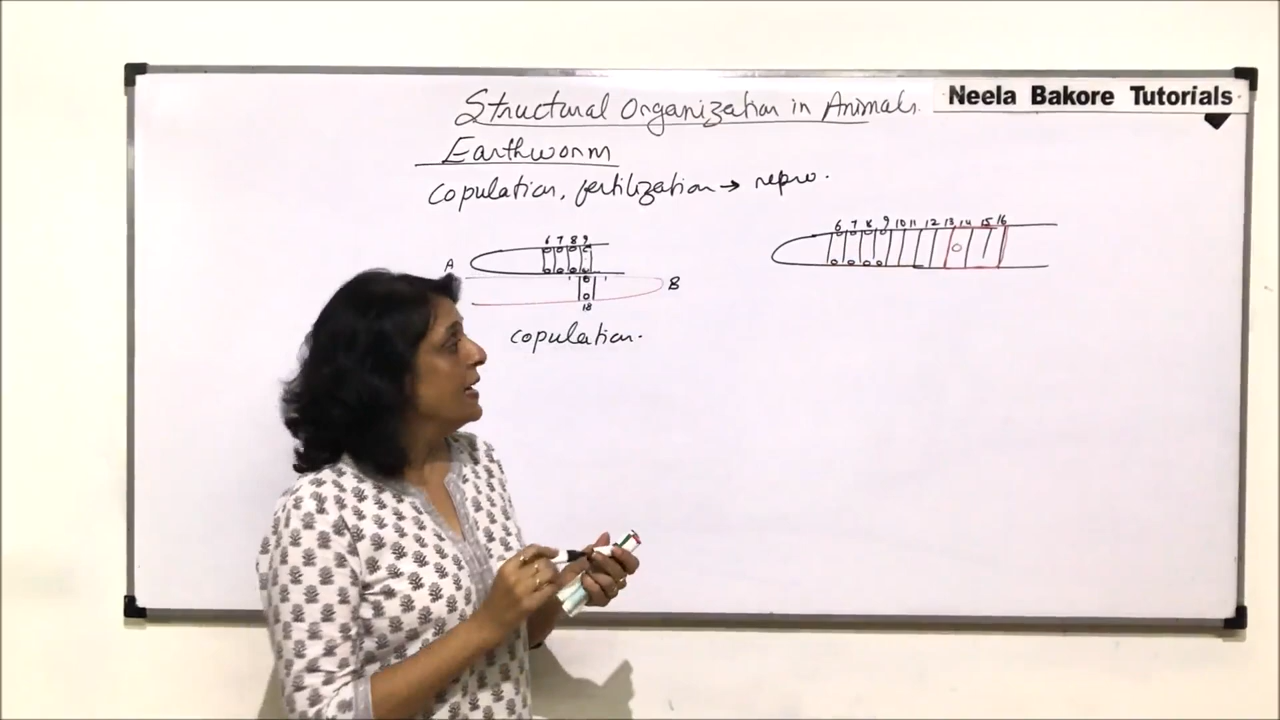 Structural Organization in Animals.
Neela Bakore Tutorials
Earthworm
copulation, fertilization → repro.
6 7 8 9
6 7 8 9 10 11 12 13 14 15 16
A
B
18
copulation.